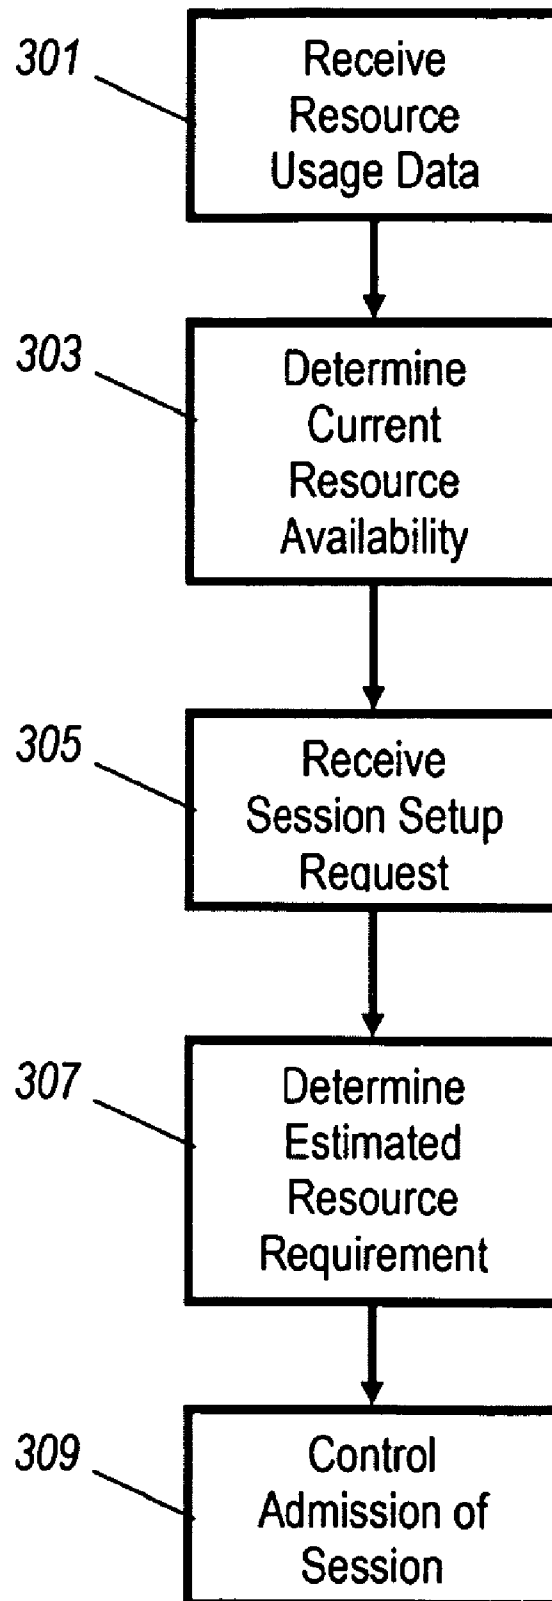 301
Receive
Resource
Usage Data
303
Determine
Current
Resource
Availability
305
Receive
Session Setup
Request
307
Determine
Estimated
Resource
Requirement
309
Control
Admission of
Session